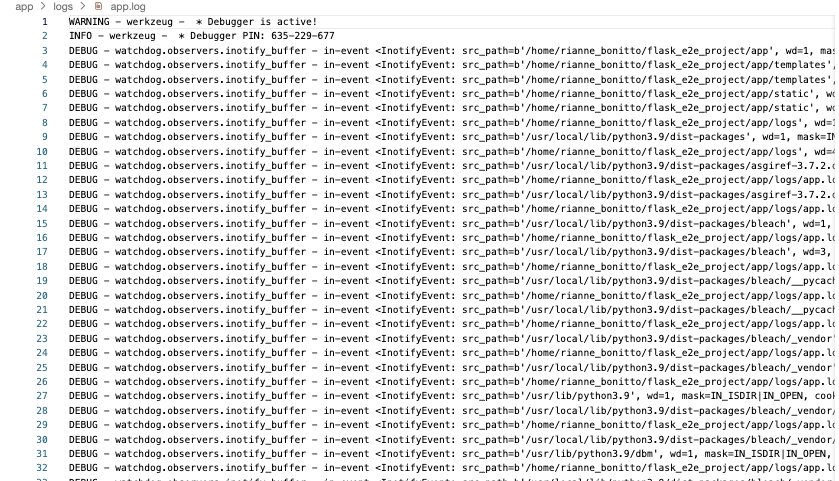 app > logs > app.log
1 WARNING - werkzeug -  * Debugger is active!
2 INFO - werkzeug -  * Debugger PIN: 635-229-677
3 DEBUG - watchdog.observers.inotify_buffer - in-event <InotifyEvent: src_path=b'/home/rianne_bonitto/flask_e2e_project/app', wd=1, mas
4 DEBUG - watchdog.observers.inotify_buffer - in-event <InotifyEvent: src_path=b'/home/rianne_bonitto/flask_e2e_project/app/templates',
5 DEBUG - watchdog.observers.inotify_buffer - in-event <InotifyEvent: src_path=b'/home/rianne_bonitto/flask_e2e_project/app/templates',
6 DEBUG - watchdog.observers.inotify_buffer - in-event <InotifyEvent: src_path=b'/home/rianne_bonitto/flask_e2e_project/app/static', wd
7 DEBUG - watchdog.observers.inotify_buffer - in-event <InotifyEvent: src_path=b'/home/rianne_bonitto/flask_e2e_project/app/static', wd
8 DEBUG - watchdog.observers.inotify_buffer - in-event <InotifyEvent: src_path=b'/home/rianne_bonitto/flask_e2e_project/app/logs', wd=1
9 DEBUG - watchdog.observers.inotify_buffer - in-event <InotifyEvent: src_path=b'/usr/local/lib/python3.9/dist-packages', wd=1, mask=IN
10 DEBUG - watchdog.observers.inotify_buffer - in-event <InotifyEvent: src_path=b'/home/rianne_bonitto/flask_e2e_project/app/logs', wd=4
11 DEBUG - watchdog.observers.inotify_buffer - in-event <InotifyEvent: src_path=b'/usr/local/lib/python3.9/dist-packages/asgiref-3.7.2.d
12 DEBUG - watchdog.observers.inotify_buffer - in-event <InotifyEvent: src_path=b'/home/rianne_bonitto/flask_e2e_project/app/logs/app.lo
13 DEBUG - watchdog.observers.inotify_buffer - in-event <InotifyEvent: src_path=b'/usr/local/lib/python3.9/dist-packages/asgiref-3.7.2.d
14 DEBUG - watchdog.observers.inotify_buffer - in-event <InotifyEvent: src_path=b'/home/rianne_bonitto/flask_e2e_project/app/logs/app.lo
15 DEBUG - watchdog.observers.inotify_buffer - in-event <InotifyEvent: src_path=b'/usr/local/lib/python3.9/dist-packages/bleach', wd=1,
16 DEBUG - watchdog.observers.inotify_buffer - in-event <InotifyEvent: src_path=b'/home/rianne_bonitto/flask_e2e_project/app/logs/app.lo
17 DEBUG - watchdog.observers.inotify_buffer - in-event <InotifyEvent: src_path=b'/usr/local/lib/python3.9/dist-packages/bleach', wd=3,
18 DEBUG - watchdog.observers.inotify_buffer - in-event <InotifyEvent: src_path=b'/home/rianne_bonitto/flask_e2e_project/app/logs/app.lo
19 DEBUG - watchdog.observers.inotify_buffer - in-event <InotifyEvent: src_path=b'/usr/local/lib/python3.9/dist-packages/bleach/__pycach
20 DEBUG - watchdog.observers.inotify_buffer - in-event <InotifyEvent: src_path=b'/home/rianne_bonitto/flask_e2e_project/app/logs/app.lo
21 DEBUG - watchdog.observers.inotify_buffer - in-event <InotifyEvent: src_path=b'/usr/local/lib/python3.9/dist-packages/bleach/__pycach
22 DEBUG - watchdog.observers.inotify_buffer - in-event <InotifyEvent: src_path=b'/home/rianne_bonitto/flask_e2e_project/app/logs/app.lo
23 DEBUG - watchdog.observers.inotify_buffer - in-event <InotifyEvent: src_path=b'/usr/local/lib/python3.9/dist-packages/bleach/_vendor'
24 DEBUG - watchdog.observers.inotify_buffer - in-event <InotifyEvent: src_path=b'/home/rianne_bonitto/flask_e2e_project/app/logs/app.lo
25 DEBUG - watchdog.observers.inotify_buffer - in-event <InotifyEvent: src_path=b'/usr/local/lib/python3.9/dist-packages/bleach/_vendor'
26 DEBUG - watchdog.observers.inotify_buffer - in-event <InotifyEvent: src_path=b'/home/rianne_bonitto/flask_e2e_project/app/logs/app.lo
27 DEBUG - watchdog.observers.inotify_buffer - in-event <InotifyEvent: src_path=b'/usr/lib/python3.9', wd=1, mask=IN_ISDIR|IN_OPEN, cook
28 DEBUG - watchdog.observers.inotify_buffer - in-event <InotifyEvent: src_path=b'/usr/local/lib/python3.9/dist-packages/bleach/_vendor/
29 DEBUG - watchdog.observers.inotify_buffer - in-event <InotifyEvent: src_path=b'/home/rianne_bonitto/flask_e2e_project/app/logs/app.lo
30 DEBUG - watchdog.observers.inotify_buffer - in-event <InotifyEvent: src_path=b'/usr/local/lib/python3.9/dist-packages/bleach/_vendor/
31 DEBUG - watchdog.observers.inotify_buffer - in-event <InotifyEvent: src_path=b'/usr/lib/python3.9/dbm', wd=1, mask=IN_ISDIR|IN_OPEN,
32 DEBUG - watchdog.observers.inotify_buffer - in-event <InotifyEvent: src_path=b'/home/rianne_bonitto/flask_e2e_project/app/logs/app.lo